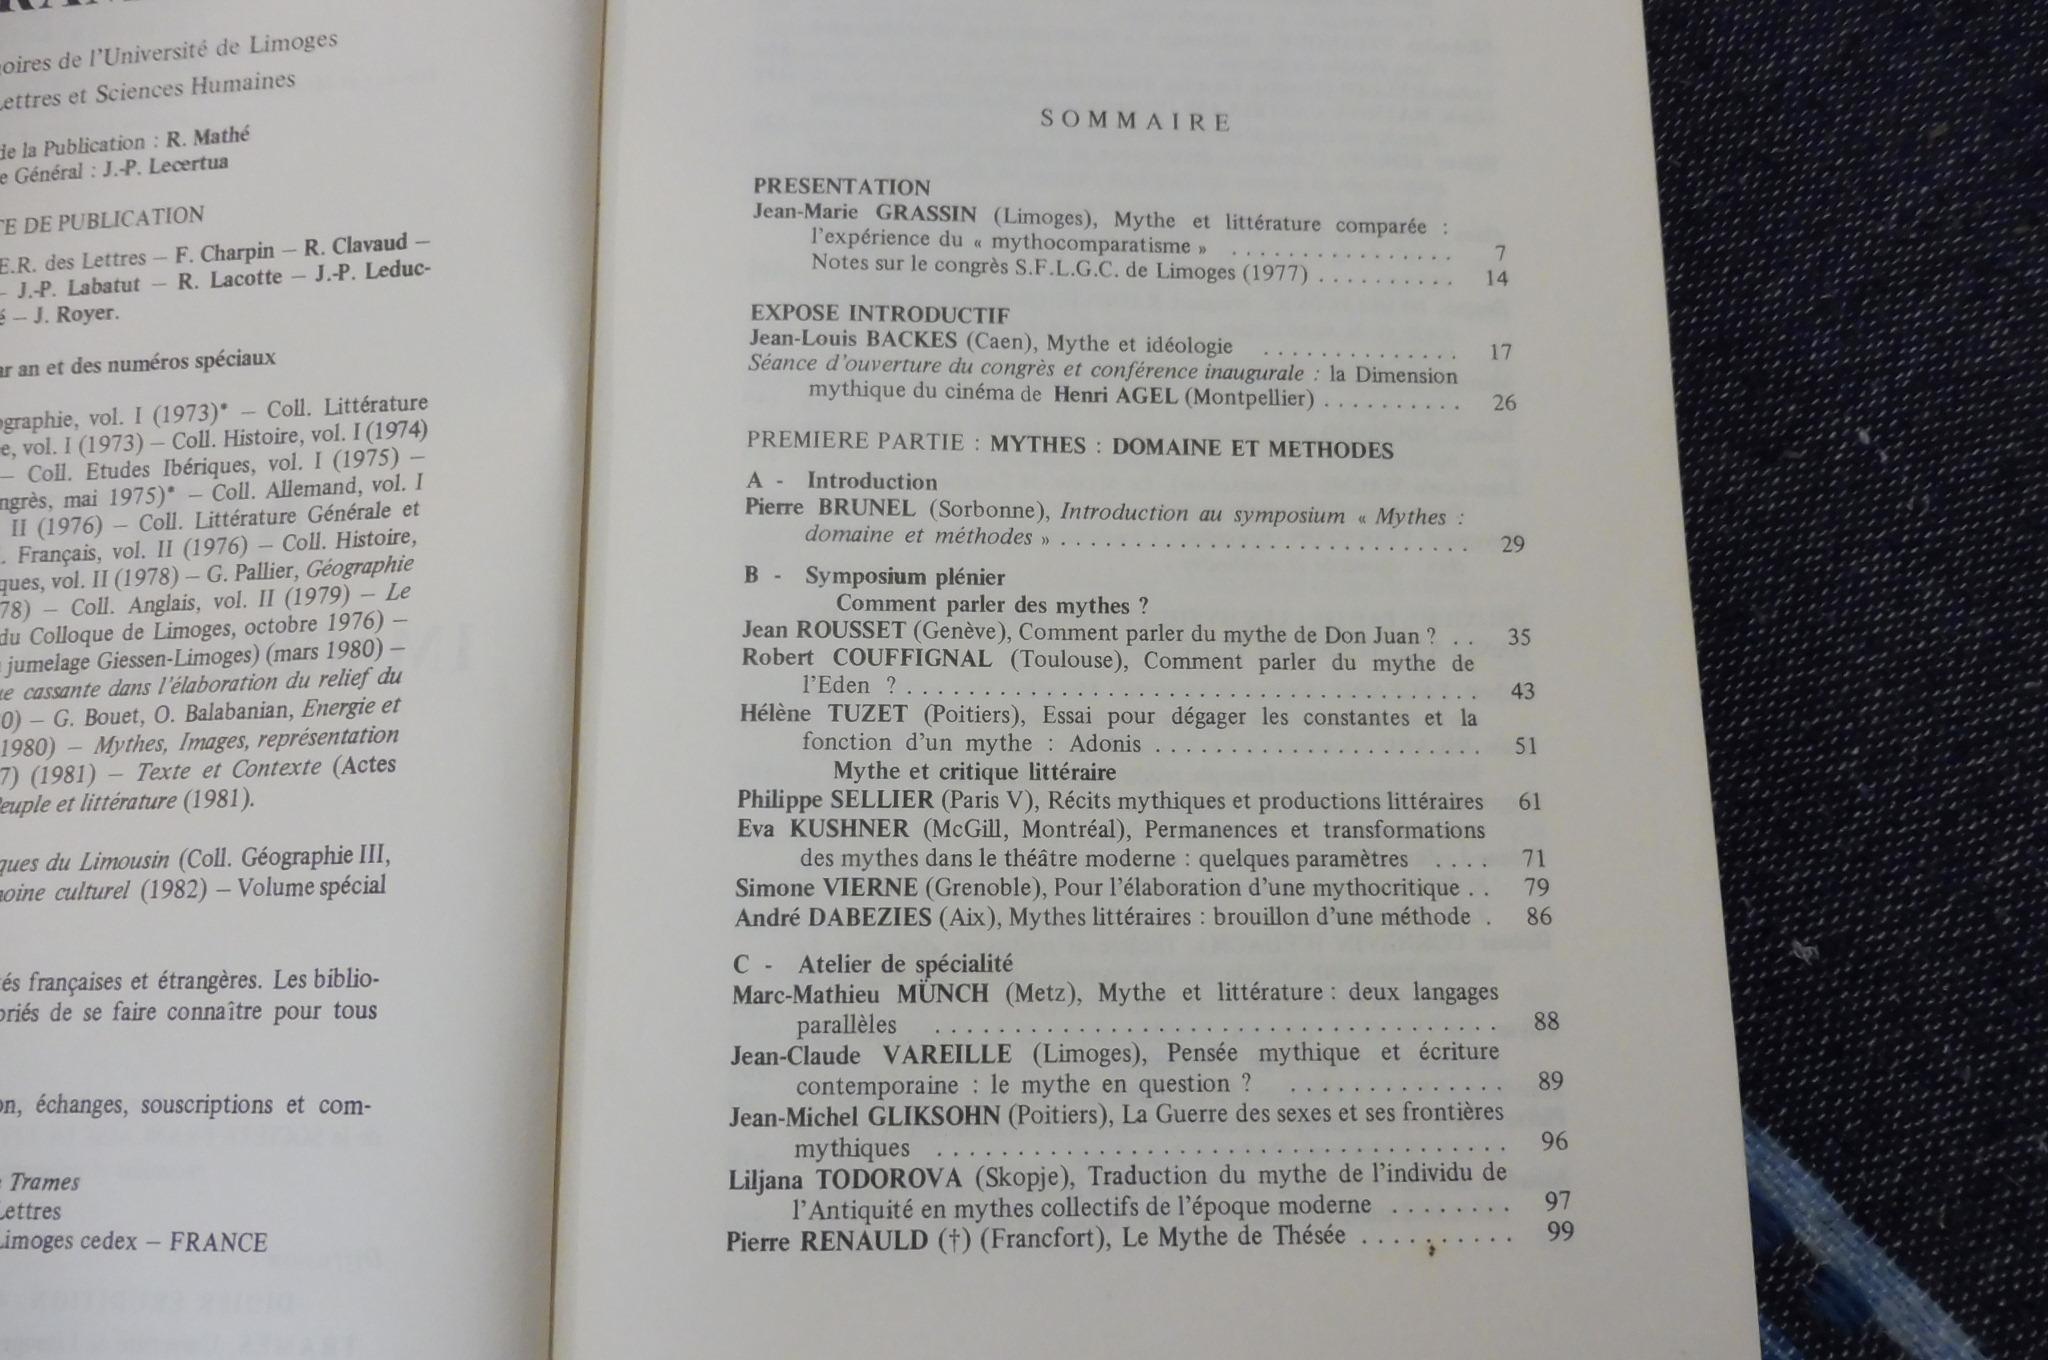 de l'Université de Limoges
Lettres et Sciences Humaines
de la Publication : R. Mathé
Général : J.-P. Lecertua
DE PUBLICATION
E.R. des Lettres – F. Charpin – R. Clavaud –
– J.-P. Labatut – R. Lacotte – J.-P. Leduc-
– J. Royer.
an et des numéros spéciaux
vol. I (1973)* – Coll. Littérature
vol. I (1973) – Coll. Histoire, vol. I (1974)
– Coll. Etudes Ibériques, vol. I (1975) –
mai 1975)* – Coll. Allemand, vol. I
II (1976) – Coll. Littérature Générale et
Français, vol. II (1976) – Coll. Histoire,
vol. II (1978) – G. Pallier, Géographie
78) – Coll. Anglais, vol. II (1979) – Le
du Colloque de Limoges, octobre 1976) –
jumelage Giessen-Limoges) (mars 1980) –
cassante dans l'élaboration du relief du
0) – G. Bouet, O. Balabanian, Energie et
1980) – Mythes, Images, représentation
7) (1981) – Texte et Contexte (Actes
Peuple et littérature (1981).
ques du Limousin (Coll. Géographie III,
moine culturel (1982) – Volume spécial
françaises et étrangères. Les biblio-
de se faire connaître pour tous
échanges, souscriptions et com-
Trames
Lettres
Limoges cedex – FRANCE
SOMMAIRE
PRESENTATION
Jean-Marie GRASSIN (Limoges), Mythe et littérature comparée :
l'expérience du « mythocomparatisme » . . . . . . . . . . . . . . . . . 7
Notes sur le congrès S.F.L.G.C. de Limoges (1977) . . . . . . . . . . 14
EXPOSE INTRODUCTIF
Jean-Louis BACKES (Caen), Mythe et idéologie . . . . . . . . . . . . . . 17
Séance d'ouverture du congrès et conférence inaugurale : la Dimension
mythique du cinéma de Henri AGEL (Montpellier) . . . . . . . . . . 26
PREMIERE PARTIE : MYTHES : DOMAINE ET METHODES
A - Introduction
Pierre BRUNEL (Sorbonne), Introduction au symposium « Mythes :
domaine et méthodes » . . . . . . . . . . . . . . . . . . . . . . . . . . . . . . 29
B - Symposium plénier
Comment parler des mythes ?
Jean ROUSSET (Genève), Comment parler du mythe de Don Juan ? . . 35
Robert COUFFIGNAL (Toulouse), Comment parler du mythe de
l'Eden ? . . . . . . . . . . . . . . . . . . . . . . . . . . . . . . . . . . . . . . 43
Hélène TUZET (Poitiers), Essai pour dégager les constantes et la
fonction d'un mythe : Adonis . . . . . . . . . . . . . . . . . . . . . . . 51
Mythe et critique littéraire
Philippe SELLIER (Paris V), Récits mythiques et productions littéraires 61
Eva KUSHNER (McGill, Montréal), Permanences et transformations
des mythes dans le théâtre moderne : quelques paramètres . . . . 71
Simone VIERNE (Grenoble), Pour l'élaboration d'une mythocritique . . 79
André DABEZIES (Aix), Mythes littéraires : brouillon d'une méthode . 86
C - Atelier de spécialité
Marc-Mathieu MÜNCH (Metz), Mythe et littérature : deux langages
parallèles . . . . . . . . . . . . . . . . . . . . . . . . . . . . . . . . . . . . . 88
Jean-Claude VAREILLE (Limoges), Pensée mythique et écriture
contemporaine : le mythe en question ? . . . . . . . . . . . . . . 89
Jean-Michel GLIKSOHN (Poitiers), La Guerre des sexes et ses frontières
mythiques . . . . . . . . . . . . . . . . . . . . . . . . . . . . . . . . . . . . . 96
Liljana TODOROVA (Skopje), Traduction du mythe de l'individu de
l'Antiquité en mythes collectifs de l'époque moderne . . . . . . . . 97
Pierre RENAULD (†) (Francfort), Le Mythe de Thésée . . . . . . . . . . 99